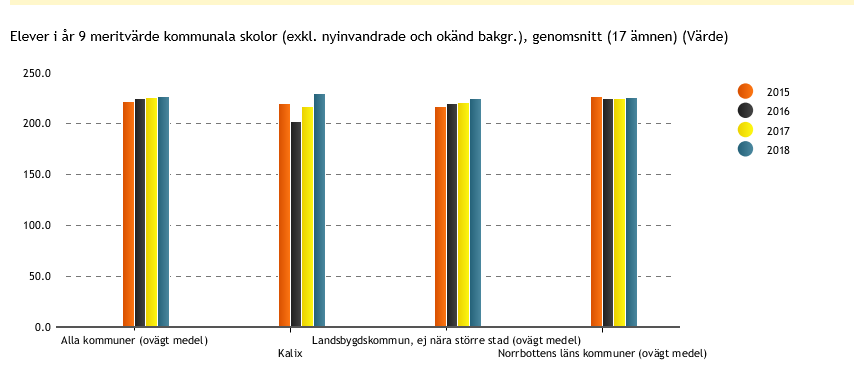 Elever i år 9 meritvärde kommunala skolor (exkl. nyinvandrade och okänd bakgr.), genomsnitt (17 ämnen) (Värde)
250.0
200.0
150.0
100.0
50.0
0.0
2015
2016
2017
2018
Alla kommuner (ovägt medel)
Kalix
Landsbygdskommun, ej nära större stad (ovägt medel)
Norrbottens läns kommuner (ovägt medel)